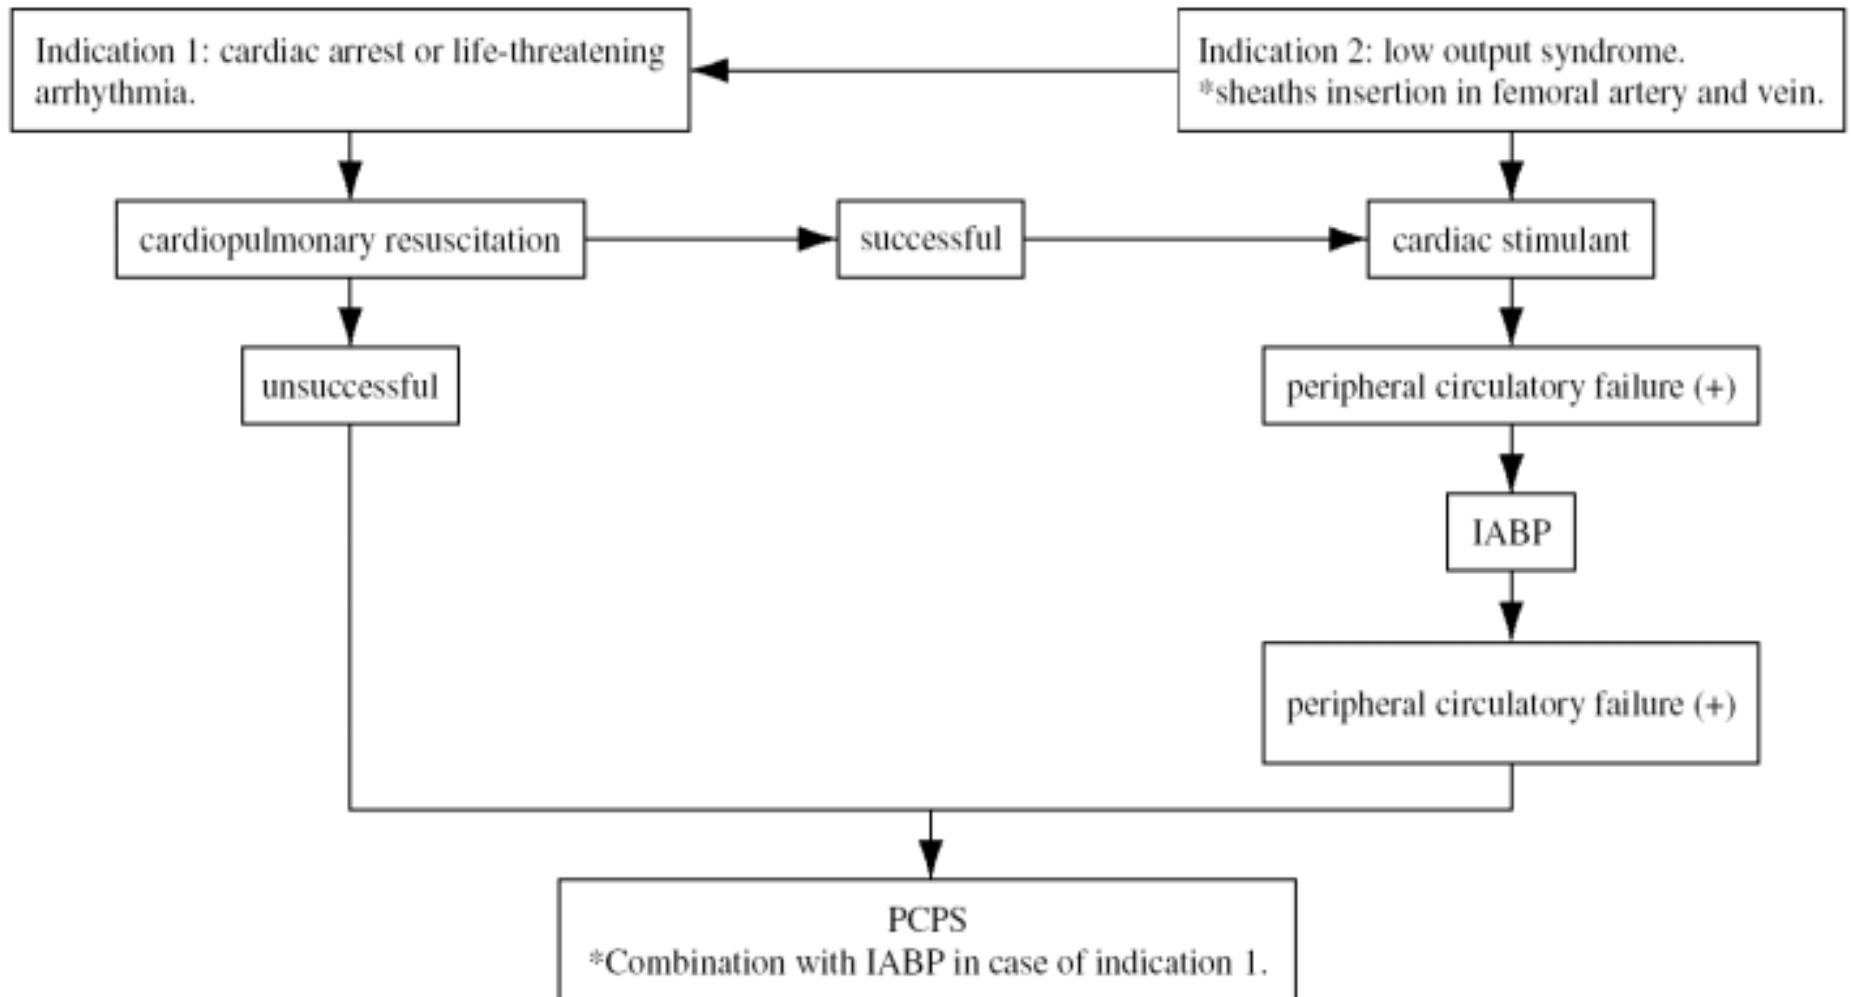 Indication 1: cardiac arrest or life-threatening
arrhythmia.
Indication 2: low output syndrome.
*sheaths insertion in femoral artery and vein.
cardiopulmonary resuscitation
successful
cardiac stimulant
unsuccessful
peripheral circulatory failure (+)
IABP
peripheral circulatory failure (+)
PCPS
*Combination with IABP in case of indication 1.